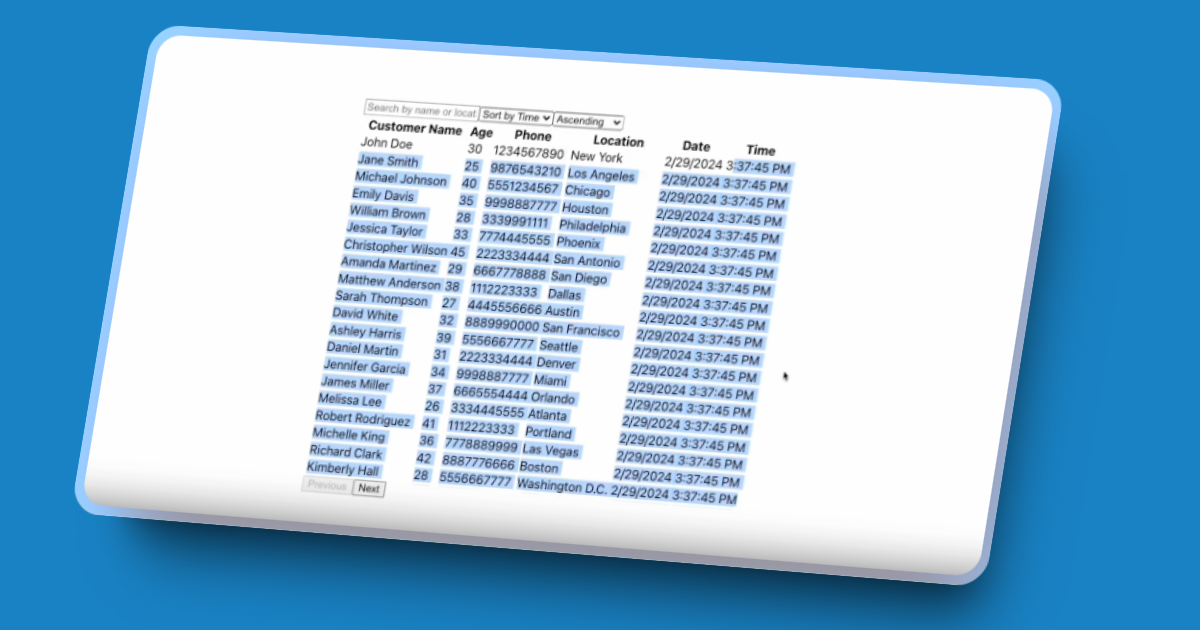 Search by name or locat Sort by Time Ascending
Customer Name Age Phone Location Date Time
John Doe 30 1234567890 New York 2/29/2024 3:37:45 PM
Jane Smith 25 9876543210 Los Angeles 2/29/2024 3:37:45 PM
Michael Johnson 40 5551234567 Chicago 2/29/2024 3:37:45 PM
Emily Davis 35 9998887777 Houston 2/29/2024 3:37:45 PM
William Brown 28 3339991111 Philadelphia 2/29/2024 3:37:45 PM
Jessica Taylor 33 7774445555 Phoenix 2/29/2024 3:37:45 PM
Christopher Wilson 45 2223334444 San Antonio 2/29/2024 3:37:45 PM
Amanda Martinez 29 6667778888 San Diego 2/29/2024 3:37:45 PM
Matthew Anderson 38 1112223333 Dallas 2/29/2024 3:37:45 PM
Sarah Thompson 27 4445556666 Austin 2/29/2024 3:37:45 PM
David White 32 8889990000 San Francisco 2/29/2024 3:37:45 PM
Ashley Harris 39 5556667777 Seattle 2/29/2024 3:37:45 PM
Daniel Martin 31 2223334444 Denver 2/29/2024 3:37:45 PM
Jennifer Garcia 34 9998887777 Miami 2/29/2024 3:37:45 PM
James Miller 37 6665554444 Orlando 2/29/2024 3:37:45 PM
Melissa Lee 26 3334445555 Atlanta 2/29/2024 3:37:45 PM
Robert Rodriguez 41 1112223333 Portland 2/29/2024 3:37:45 PM
Michelle King 36 7778889999 Las Vegas 2/29/2024 3:37:45 PM
Richard Clark 42 8887776666 Boston 2/29/2024 3:37:45 PM
Kimberly Hall 28 5556667777 Washington D.C. 2/29/2024 3:37:45 PM
Previous Next